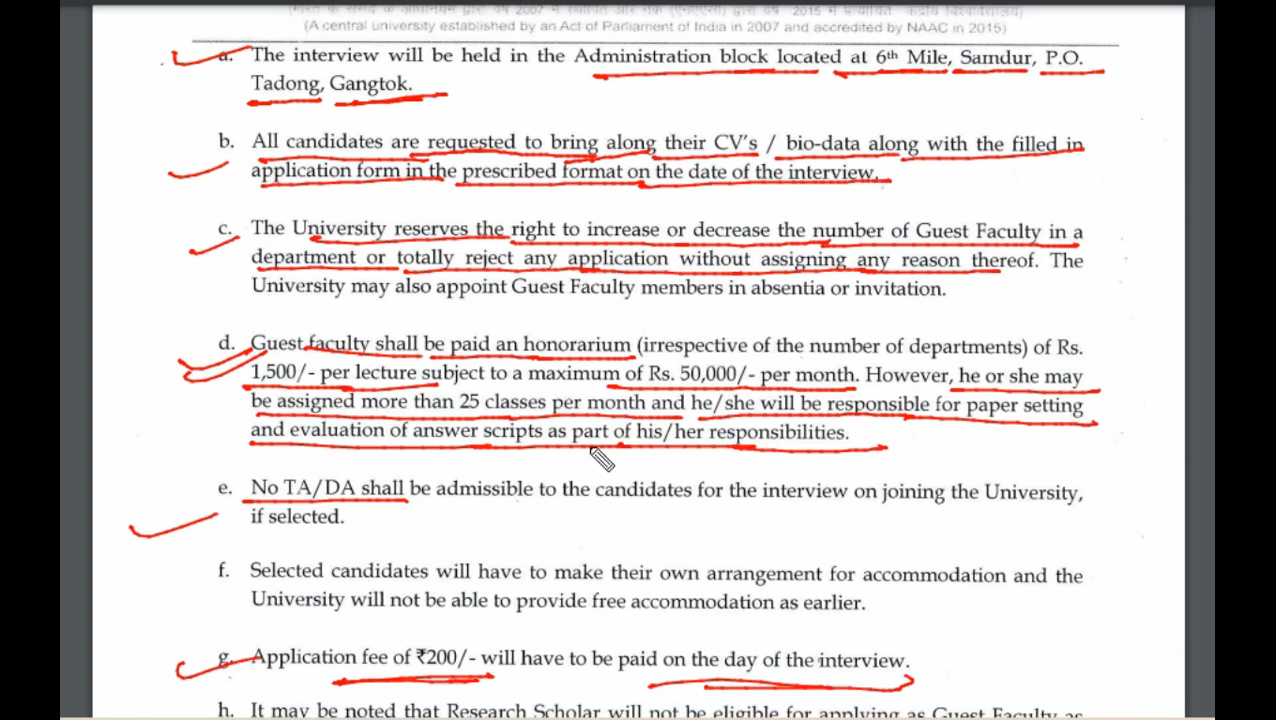 (A central university established by an Act of Parliament of India in 2007 and accredited by NAAC in 2015)
a. The interview will be held in the Administration block located at 6th Mile, Samdur, P.O.
Tadong, Gangtok.
b. All candidates are requested to bring along their CV's / bio-data along with the filled in
application form in the prescribed format on the date of the interview.
c. The University reserves the right to increase or decrease the number of Guest Faculty in a
department or totally reject any application without assigning any reason thereof. The
University may also appoint Guest Faculty members in absentia or invitation.
d. Guest faculty shall be paid an honorarium (irrespective of the number of departments) of Rs.
1,500/- per lecture subject to a maximum of Rs. 50,000/- per month. However, he or she may
be assigned more than 25 classes per month and he/she will be responsible for paper setting
and evaluation of answer scripts as part of his/her responsibilities.
e. No TA/DA shall be admissible to the candidates for the interview on joining the University,
if selected.
f. Selected candidates will have to make their own arrangement for accommodation and the
University will not be able to provide free accommodation as earlier.
g. Application fee of ₹200/- will have to be paid on the day of the interview.
h. It may be noted that Research Scholar will not be eligible for applying as Guest Faculty as